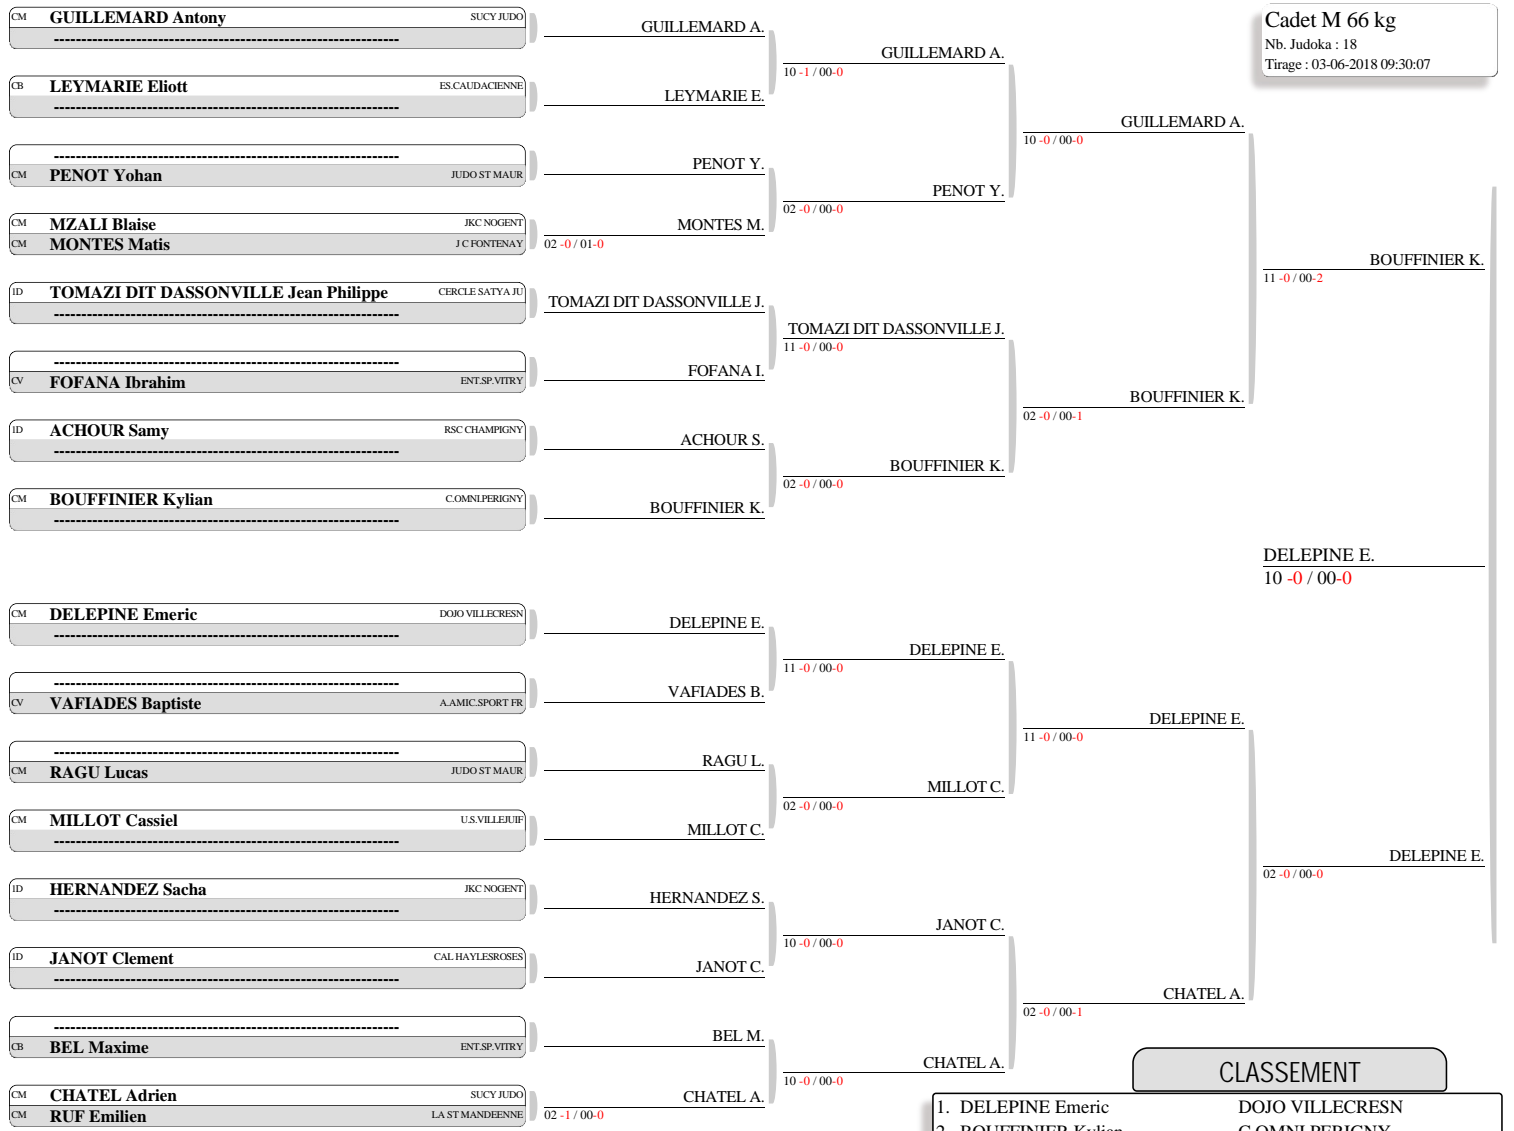 Cadet M 66 kg
Nb. Judoka : 18
Tirage : 03-06-2018 09:30:07
CM GUILLEMARD Antony SUCY JUDO
----------------------------------------------------------------
CB LEYMARIE Eliott ES.CAUDACIENNE
----------------------------------------------------------------
----------------------------------------------------------------
CM PENOT Yohan JUDO ST MAUR
CM MZALI Blaise JKC NOGENT
CM MONTES Matis J C FONTENAY
1D TOMAZI DIT DASSONVILLE Jean Philippe CERCLE SATYA JU
----------------------------------------------------------------
----------------------------------------------------------------
CV FOFANA Ibrahim ENT.SP.VITRY
1D ACHOUR Samy RSC CHAMPIGNY
----------------------------------------------------------------
CM BOUFFINIER Kylian C.OMNI.PERIGNY
----------------------------------------------------------------
CM DELEPINE Emeric DOJO VILLECRESN
----------------------------------------------------------------
----------------------------------------------------------------
CV VAFIADES Baptiste A.AMIC.SPORT FR
----------------------------------------------------------------
CM RAGU Lucas JUDO ST MAUR
CM MILLOT Cassiel U.S.VILLEJUIF
----------------------------------------------------------------
1D HERNANDEZ Sacha JKC NOGENT
----------------------------------------------------------------
1D JANOT Clement CAL HAYLESROSES
----------------------------------------------------------------
----------------------------------------------------------------
CB BEL Maxime ENT.SP.VITRY
CM CHATEL Adrien SUCY JUDO
CM RUF Emilien LA ST MANDEENNE
GUILLEMARD A.
LEYMARIE E.
PENOT Y.
MONTES M.
02 -0 / 01-0
TOMAZI DIT DASSONVILLE J.
FOFANA I.
ACHOUR S.
BOUFFINIER K.
DELEPINE E.
VAFIADES B.
RAGU L.
MILLOT C.
HERNANDEZ S.
JANOT C.
BEL M.
CHATEL A.
02 -1 / 00-0
GUILLEMARD A.
10 -1 / 00-0
PENOT Y.
02 -0 / 00-0
TOMAZI DIT DASSONVILLE J.
11 -0 / 00-0
BOUFFINIER K.
02 -0 / 00-0
DELEPINE E.
11 -0 / 00-0
MILLOT C.
02 -0 / 00-0
JANOT C.
10 -0 / 00-0
CHATEL A.
10 -0 / 00-0
GUILLEMARD A.
10 -0 / 00-0
BOUFFINIER K.
02 -0 / 00-1
DELEPINE E.
11 -0 / 00-0
CHATEL A.
02 -0 / 00-1
BOUFFINIER K.
11 -0 / 00-2
DELEPINE E.
02 -0 / 00-0
DELEPINE E.
10 -0 / 00-0
CLASSEMENT
1. DELEPINE Emeric DOJO VILLECRESN
2. BOUFFINIER Kylian C.OMNI.PERIGNY